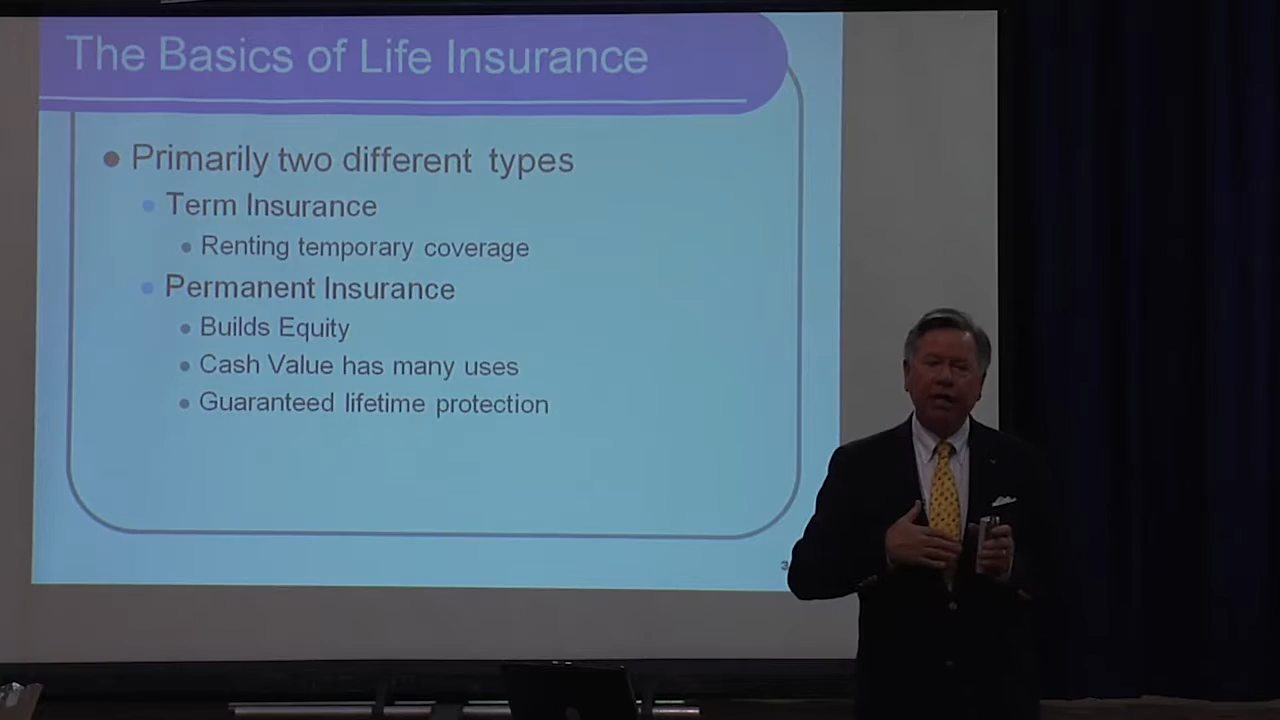 The Basics of Life Insurance
Primarily two different types
Term Insurance
Renting temporary coverage
Permanent Insurance
Builds Equity
Cash Value has many uses
Guaranteed lifetime protection
3